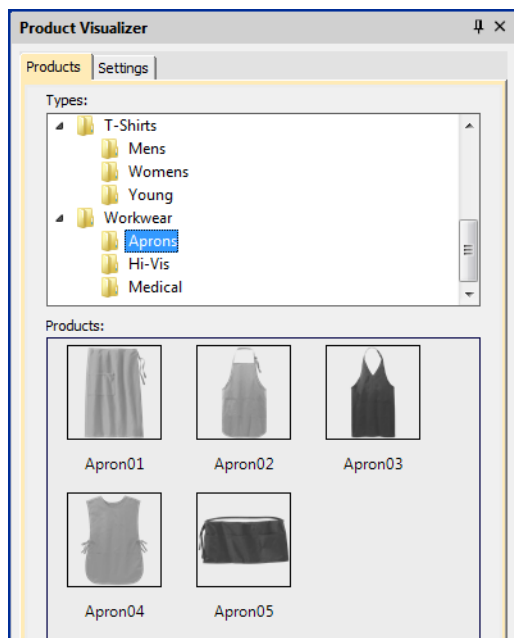 Product Visualizer
Products Settings
Types:
T-Shirts
Mens
Womens
Young
Workwear
Aprons
Hi-Vis
Medical
Products:
Apron01 Apron02 Apron03
Apron04 Apron05